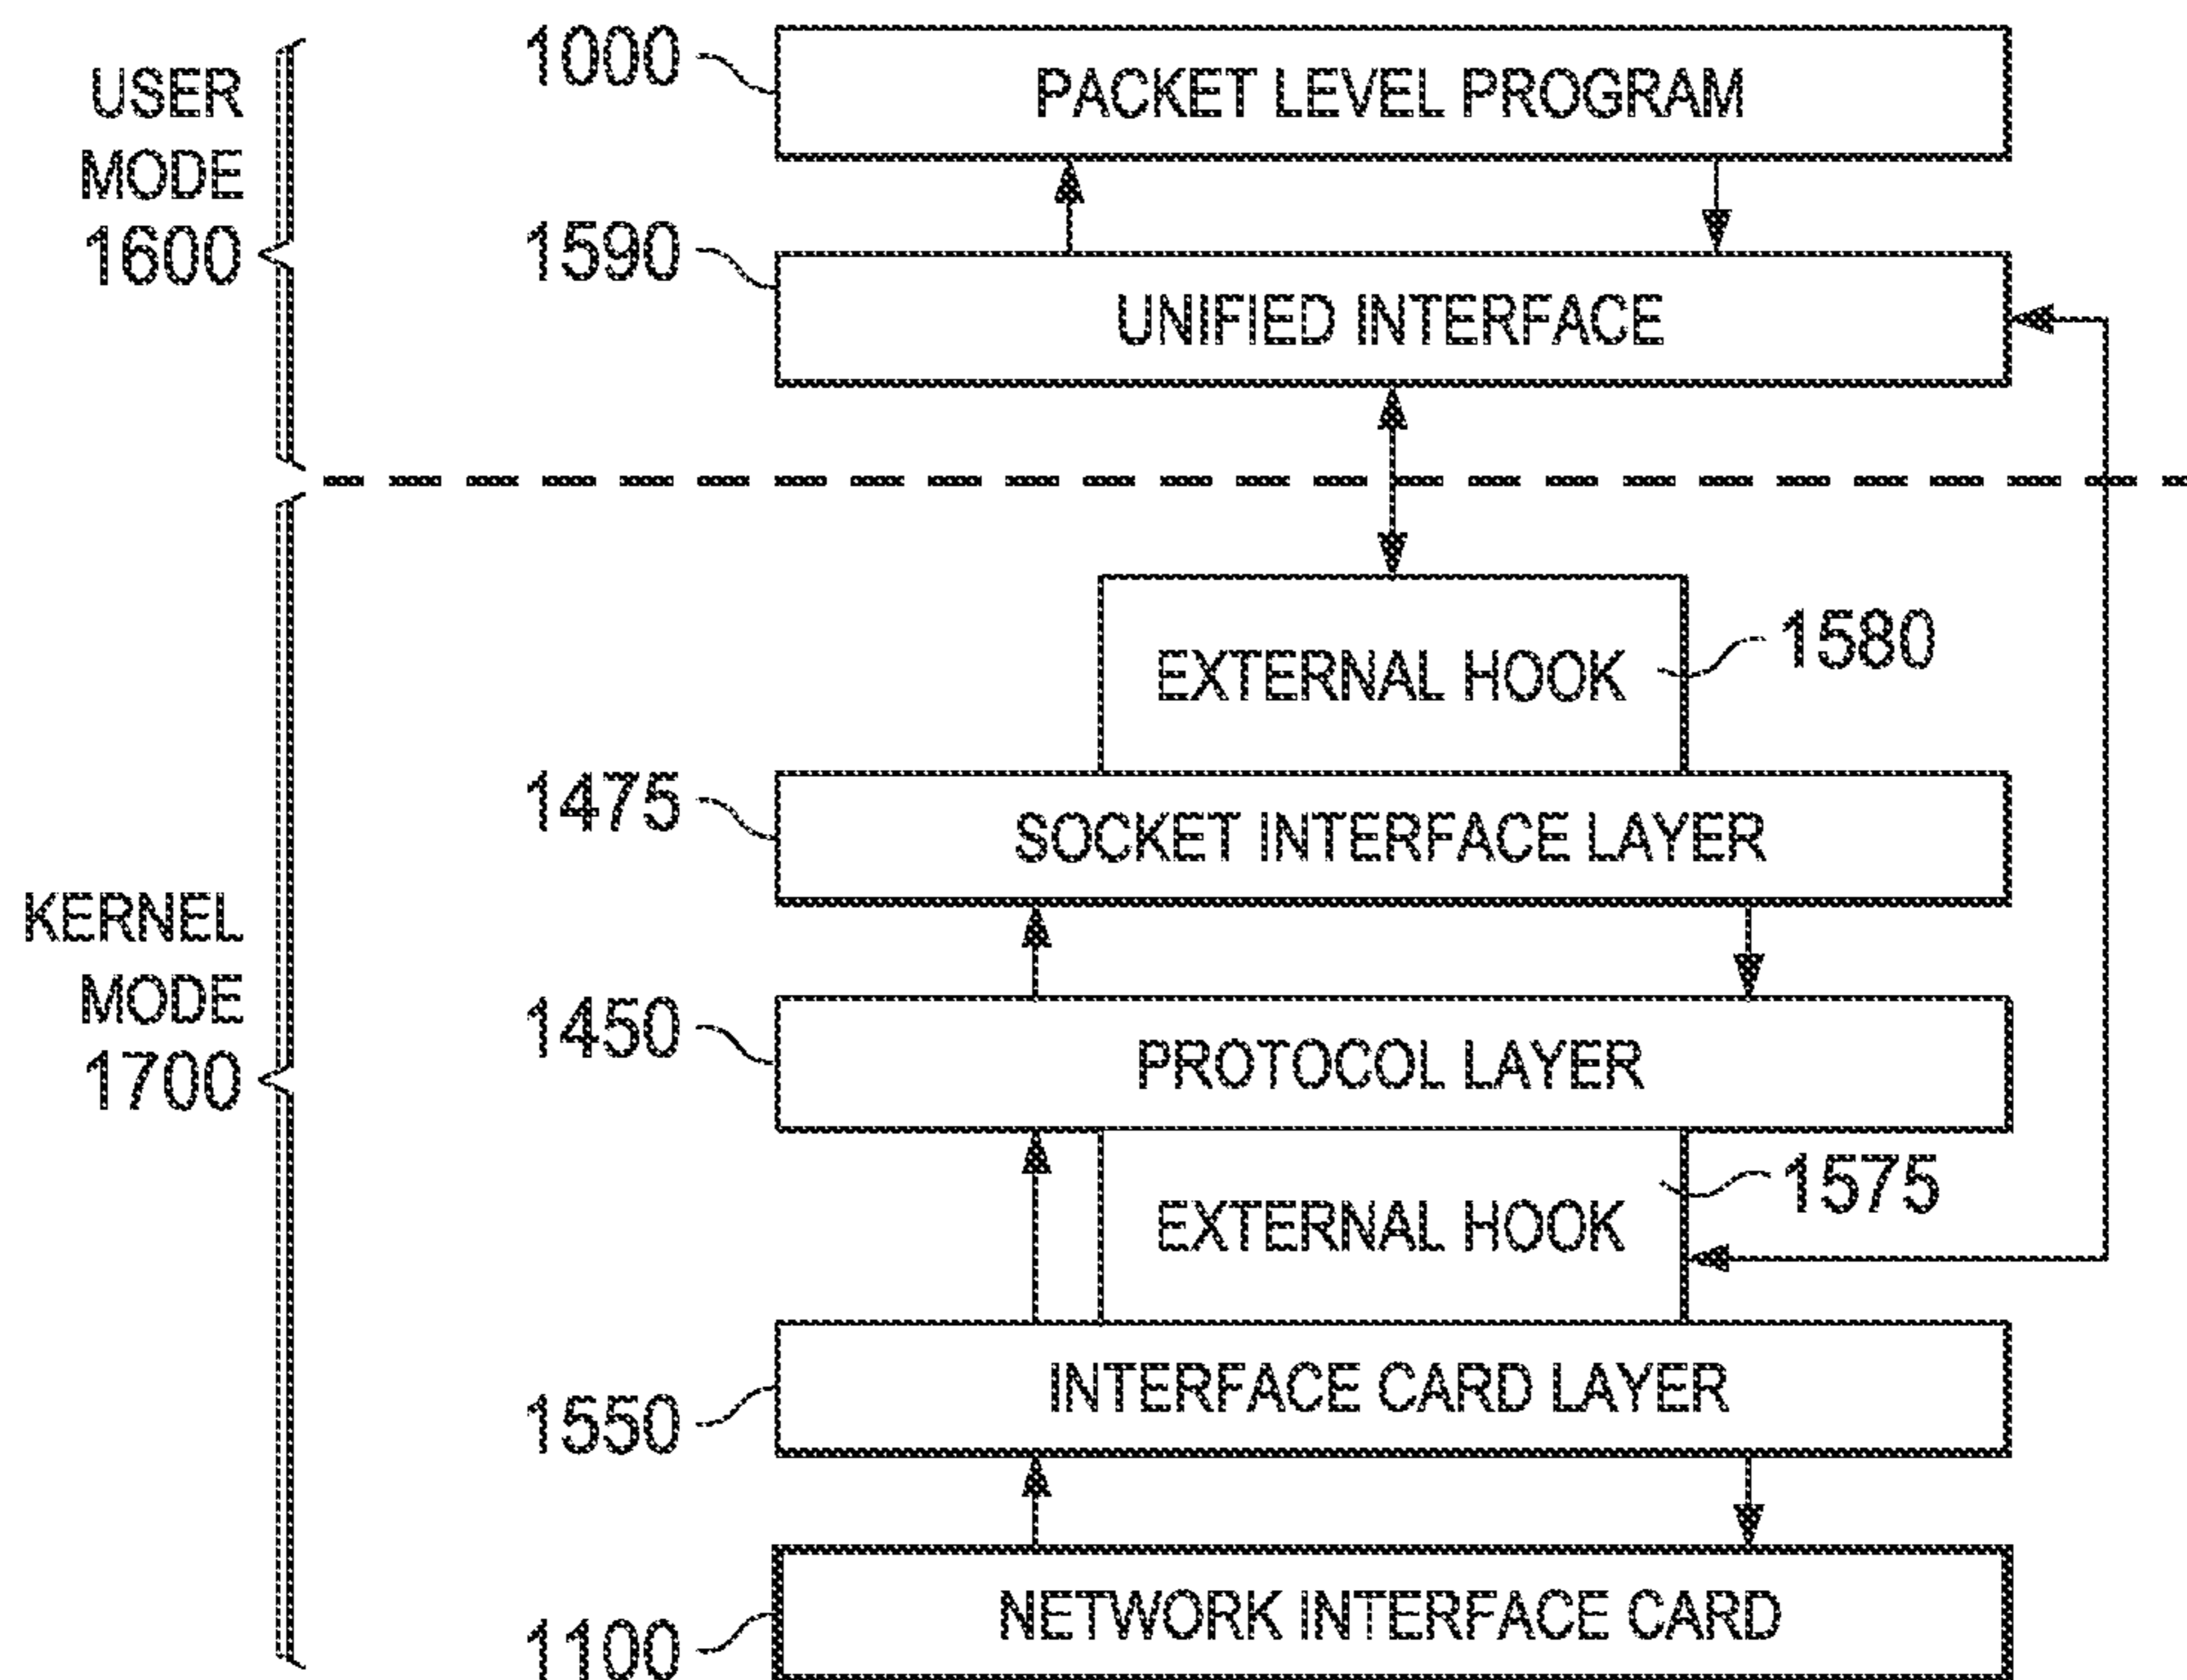 USER
MODE
1600
1000
PACKET LEVEL PROGRAM
1590
UNIFIED INTERFACE
KERNEL
MODE
1700
EXTERNAL HOOK
1580
1475
SOCKET INTERFACE LAYER
1450
PROTOCOL LAYER
EXTERNAL HOOK
1575
1550
INTERFACE CARD LAYER
1100
NETWORK INTERFACE CARD